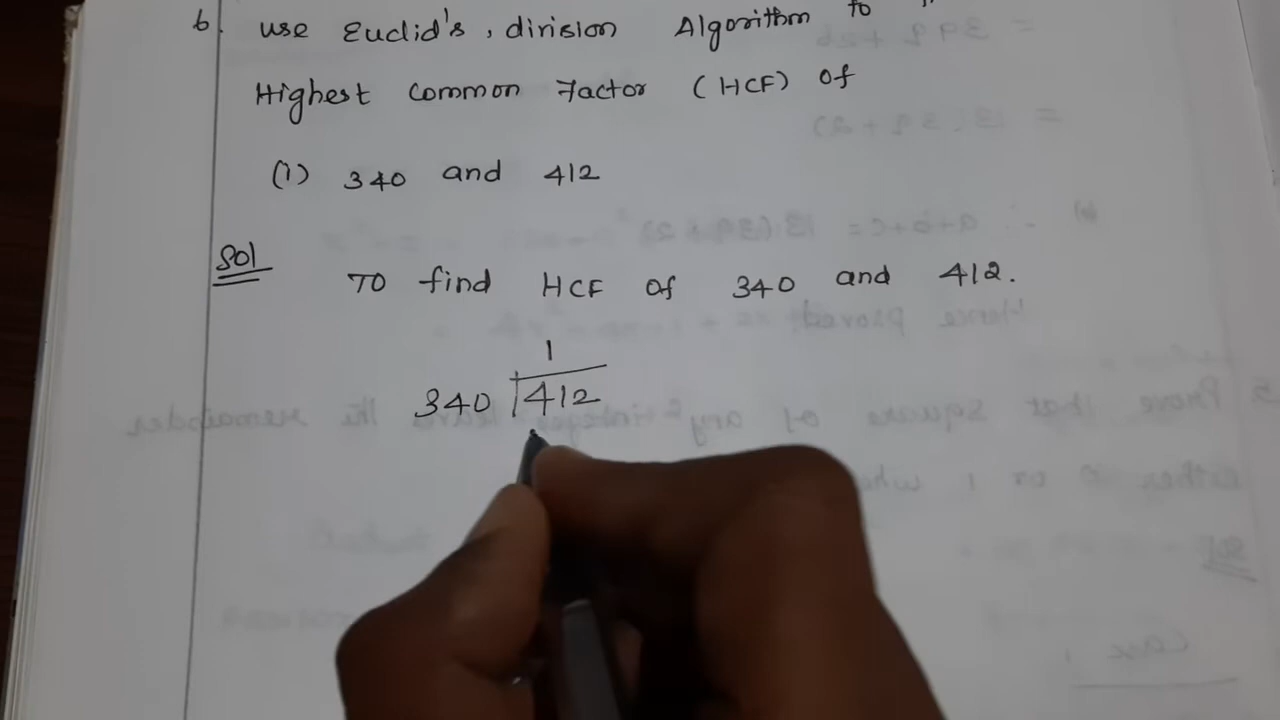 6. use Euclid's, division Algorithm to
Highest common Factor (HCF) of
(i) 340 and 412
Sol
To find HCF of 340 and 412.
1
340 412